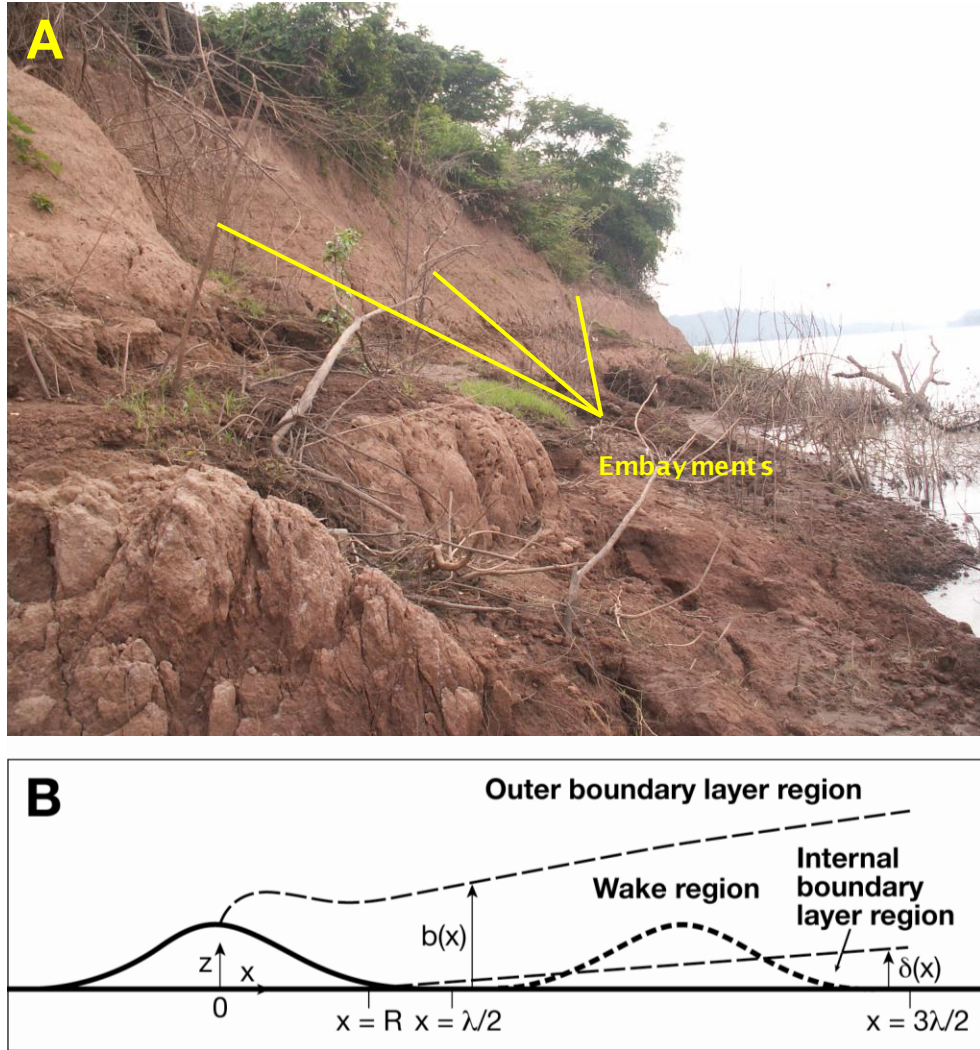 A
Embayments
B
Outer boundary layer region
Internal
boundary
layer region
Wake region
b(x)
z
x
δ(x)
0
x = R
x = λ/2
x = 3λ/2